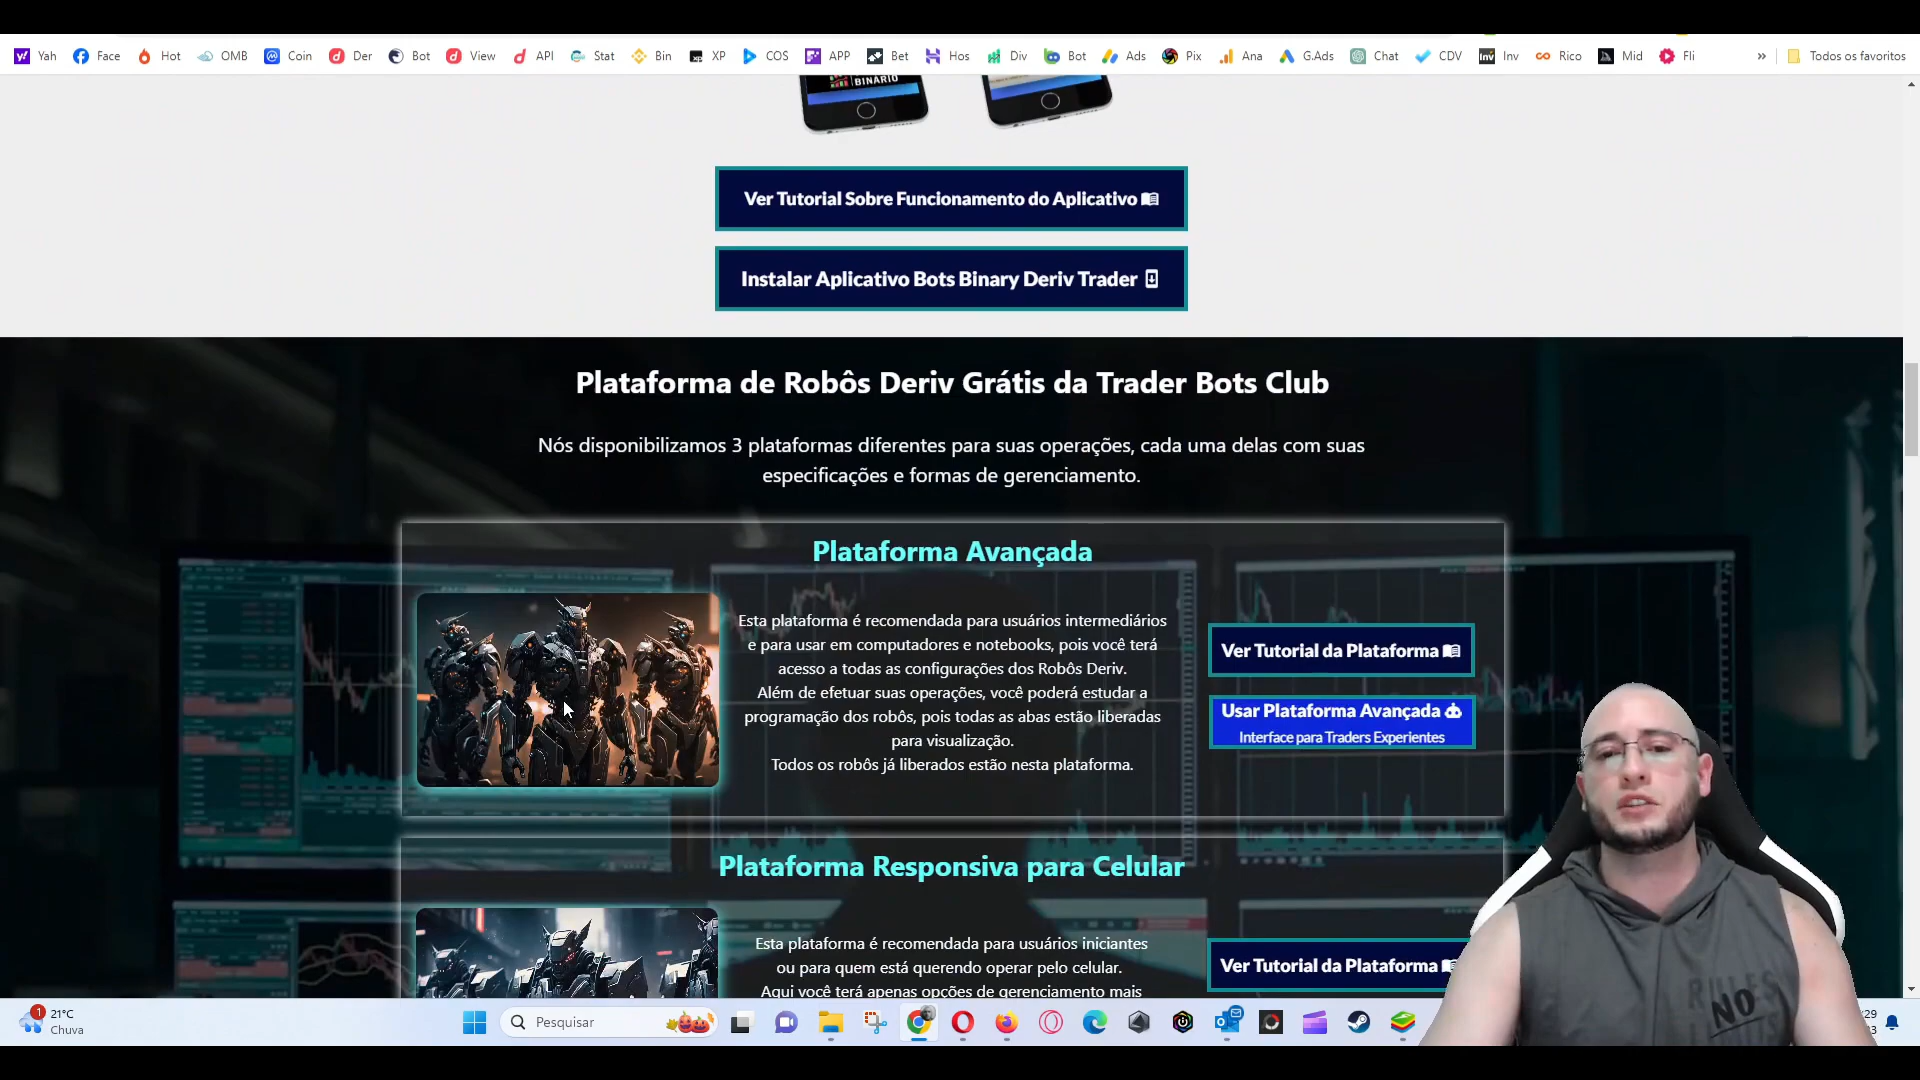 Yah Face Hot OMB Coin Der Bot View API Stat Bin XP COS APP Bet Hos Div Bot Ads Pix Ana G.Ads Chat CDV Inv Rico Mid Fli » Todos os favoritos
BINÁRIO
Ver Tutorial Sobre Funcionamento do Aplicativo
Instalar Aplicativo Bots Binary Deriv Trader
Plataforma de Robôs Deriv Grátis da Trader Bots Club
Nós disponibilizamos 3 plataformas diferentes para suas operações, cada uma delas com suas
especificações e formas de gerenciamento.
Plataforma Avançada
Esta plataforma é recomendada para usuários intermediários
e para usar em computadores e notebooks, pois você terá
acesso a todas as configurações dos Robôs Deriv.
Além de efetuar suas operações, você poderá estudar a
programação dos robôs, pois todas as abas estão liberadas
para visualização.
Todos os robôs já liberados estão nesta plataforma.
Ver Tutorial da Plataforma
Usar Plataforma Avançada
Interface para Traders Experientes
Plataforma Responsiva para Celular
Esta plataforma é recomendada para usuários iniciantes
ou para quem está querendo operar pelo celular.
Aqui você terá apenas opções de gerenciamento mais
Ver Tutorial da Plataforma
NO
1
21°C
Chuva
Pesquisar
:29